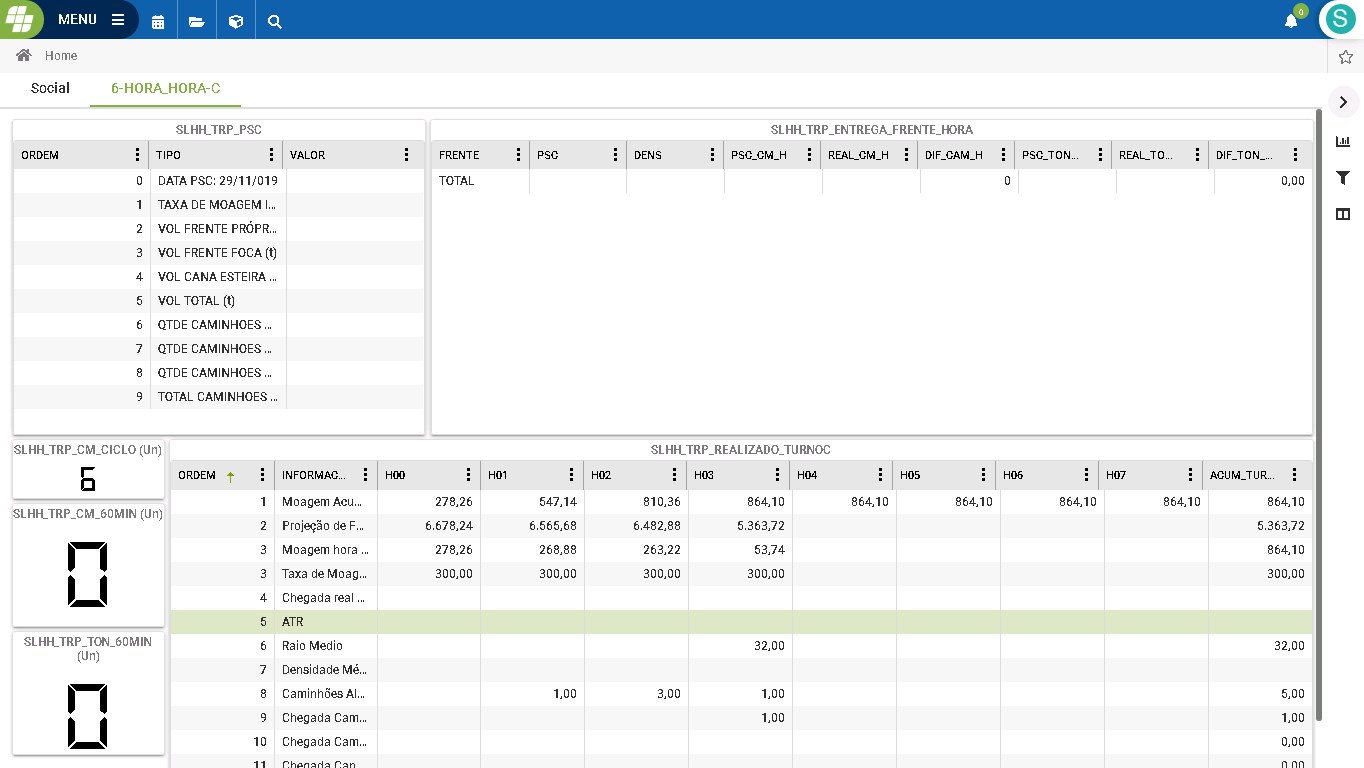 MENU
0
S
Home
Social 6-HORA_HORA-C
SLHH_TRP_PSC
ORDEM TIPO VALOR
0 DATA PSC: 29/11/019
1 TAXA DE MOAGEM I...
2 VOL FRENTE PRÓPR...
3 VOL FRENTE FOCA (t)
4 VOL CANA ESTEIRA ...
5 VOL TOTAL (t)
6 QTDE CAMINHOES ...
7 QTDE CAMINHOES ...
8 QTDE CAMINHOES ...
9 TOTAL CAMINHOES ...
SLHH_TRP_ENTREGA_FRENTE_HORA
FRENTE PSC DENS PSC_CM_H REAL_CM_H DIF_CAM_H PSC_TON... REAL_TO... DIF_TON_...
TOTAL 0 0,00
SLHH_TRP_CM_CICLO (Un)
6
SLHH_TRP_CM_60MIN (Un)
0
SLHH_TRP_TON_60MIN
(Un)
0
SLHH_TRP_REALIZADO_TURNOC
ORDEM INFORMAC... H00 H01 H02 H03 H04 H05 H06 H07 ACUM_TUR...
1 Moagem Acu... 278,26 547,14 810,36 864,10 864,10 864,10 864,10 864,10 864,10
2 Projeção de F... 6.678,24 6.565,68 6.482,88 5.363,72 5.363,72
3 Moagem hora ... 278,26 268,88 263,22 53,74 864,10
3 Taxa de Moag... 300,00 300,00 300,00 300,00 300,00
4 Chegada real ...
5 ATR
6 Raio Medio 32,00 32,00
7 Densidade Mé...
8 Caminhões Al... 1,00 3,00 1,00 5,00
9 Chegada Cam... 1,00 1,00
10 Chegada Cam... 0,00
11 Chegada Can... 0,00